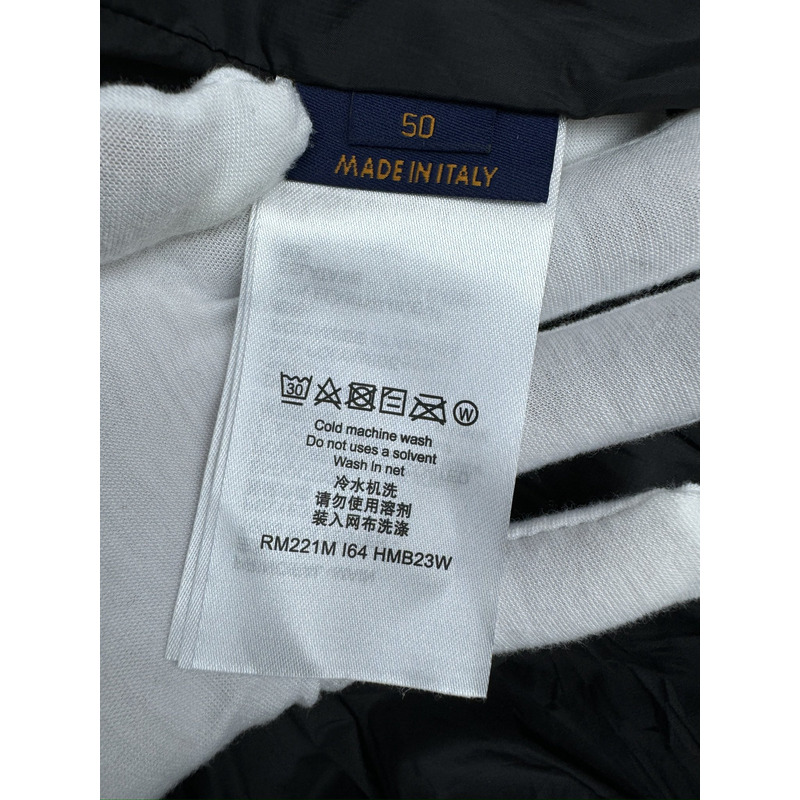 50
MADE IN ITALY
30
W
Cold machine wash
Do not uses a solvent
Wash in net
冷水机洗
请勿使用溶剂
装入网布洗涤
RM221M I64 HMB23W